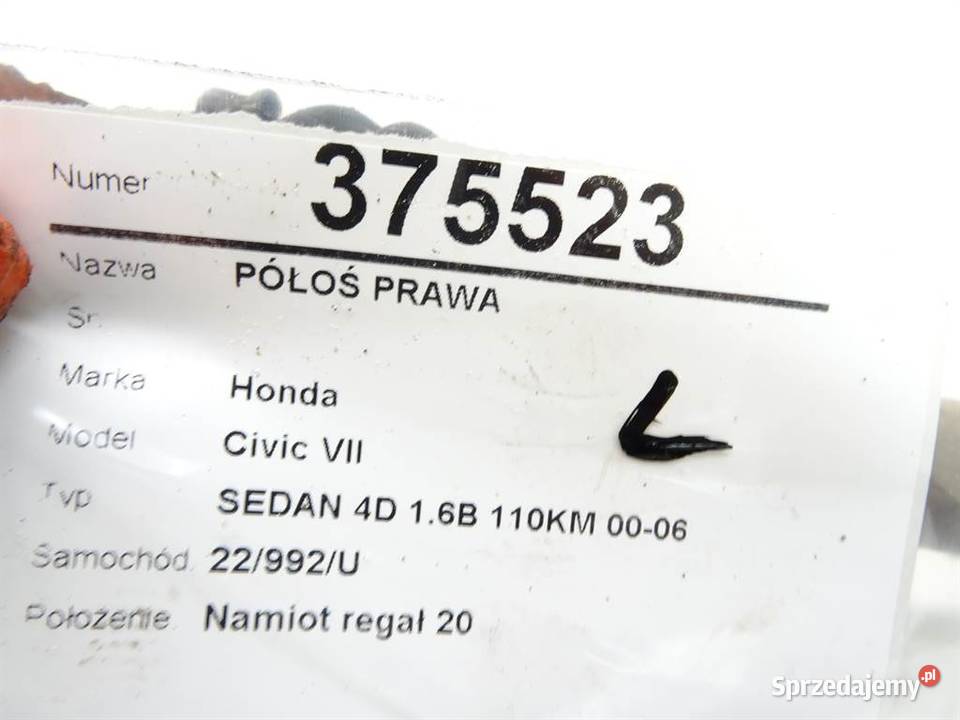 Numer 375523
Nazwa PÓŁOŚ PRAWA
Sr.
Marka Honda
Model Civic VII
Typ SEDAN 4D 1.6B 110KM 00-06
Samochód 22/992/U
Położenie Namiot regał 20
L
Sprzedajemy.pl